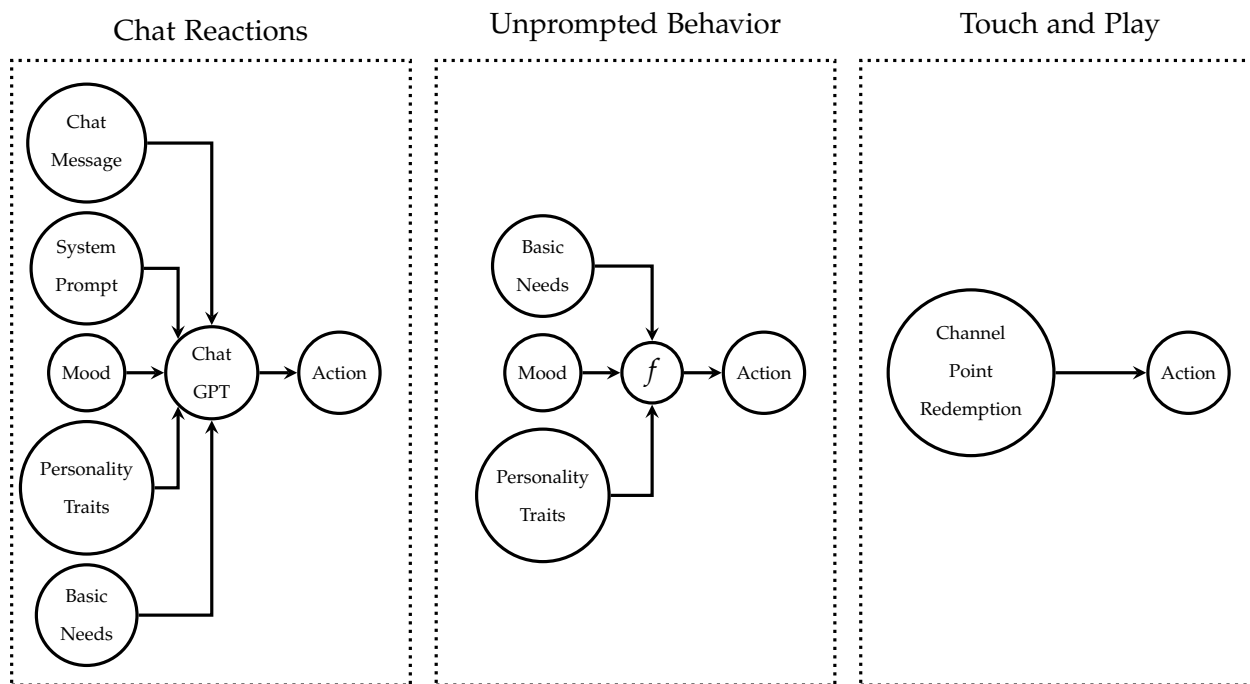 Chat Reactions
Chat
Message
System
Prompt
Mood
Chat
GPT
Action
Personality
Traits
Basic
Needs
Unprompted Behavior
Basic
Needs
Mood
f
Action
Personality
Traits
Touch and Play
Channel
Point
Redemption
Action